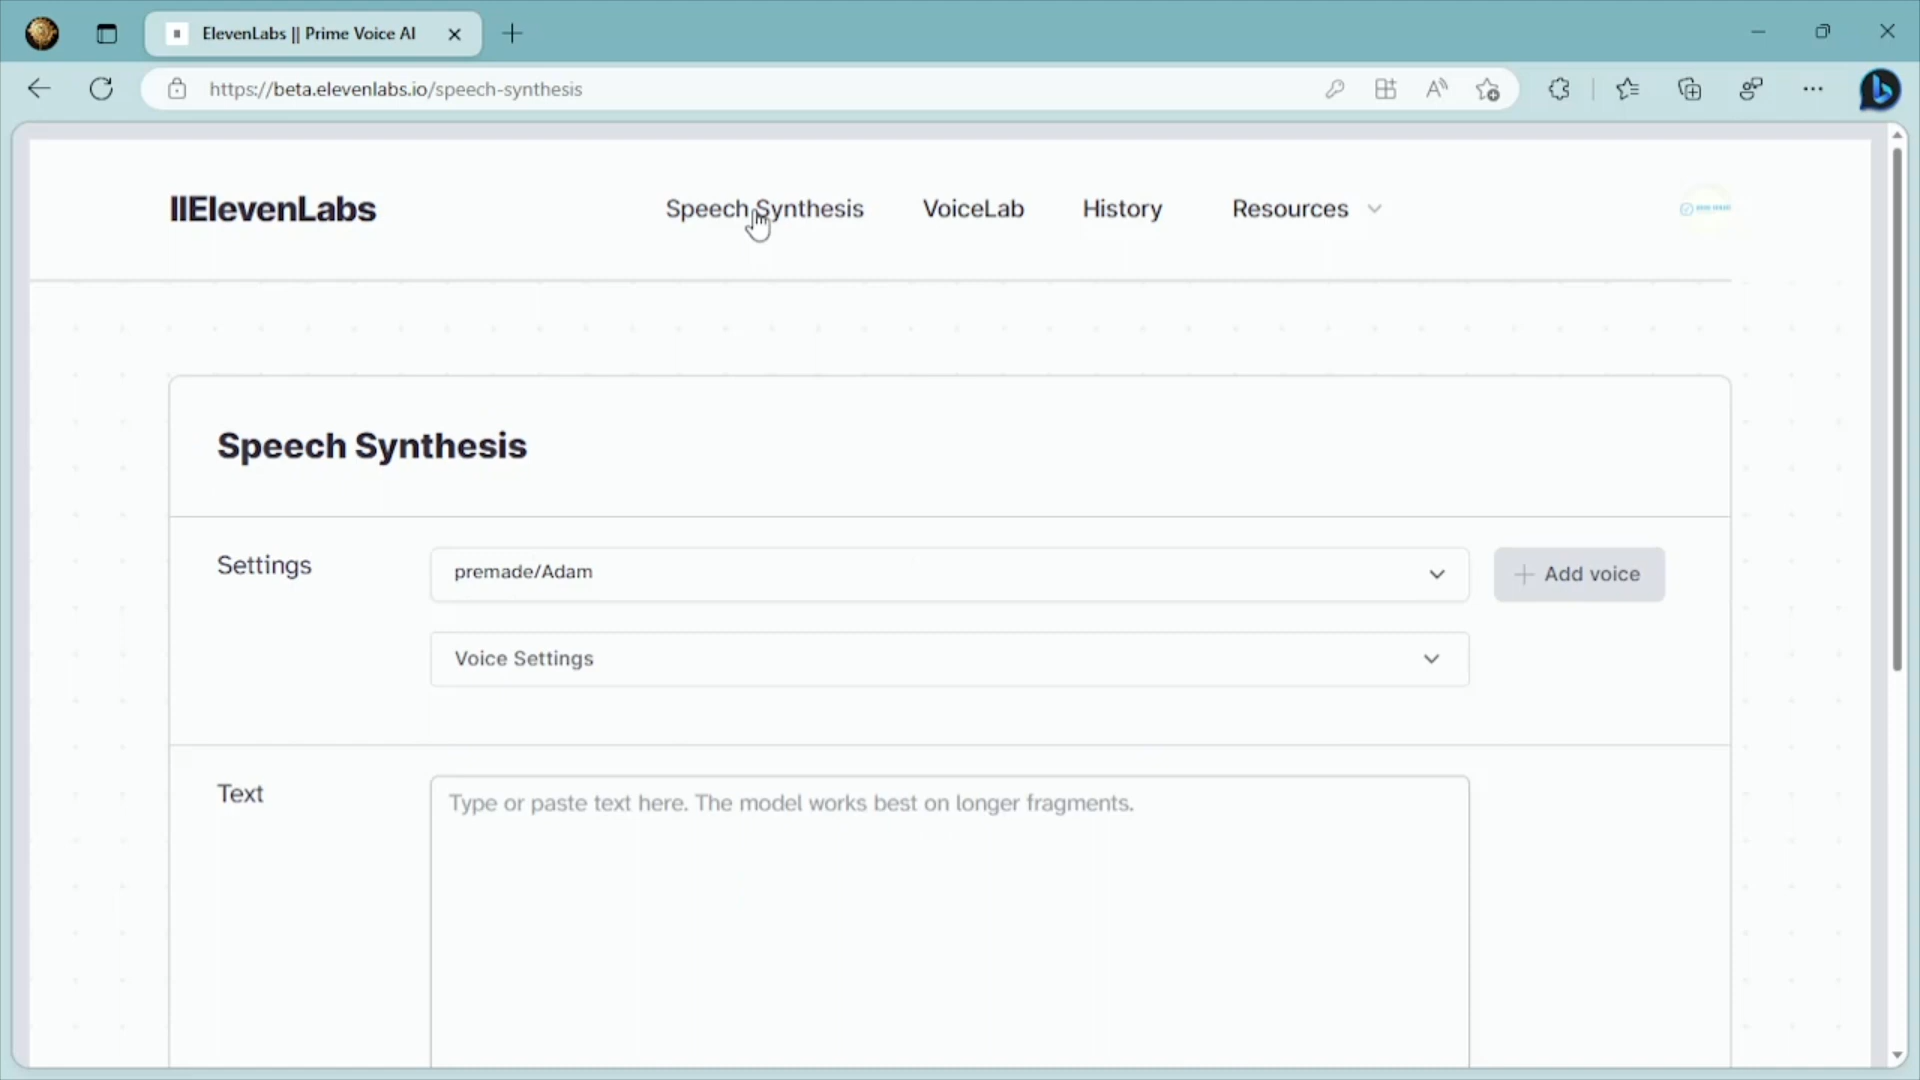 ElevenLabs || Prime Voice AI
https://beta.elevenlabs.io/speech-synthesis
IIElevenLabs
Speech Synthesis
VoiceLab
History
Resources
Speech Synthesis
Settings
premade/Adam
Add voice
Voice Settings
Text
Type or paste text here. The model works best on longer fragments.